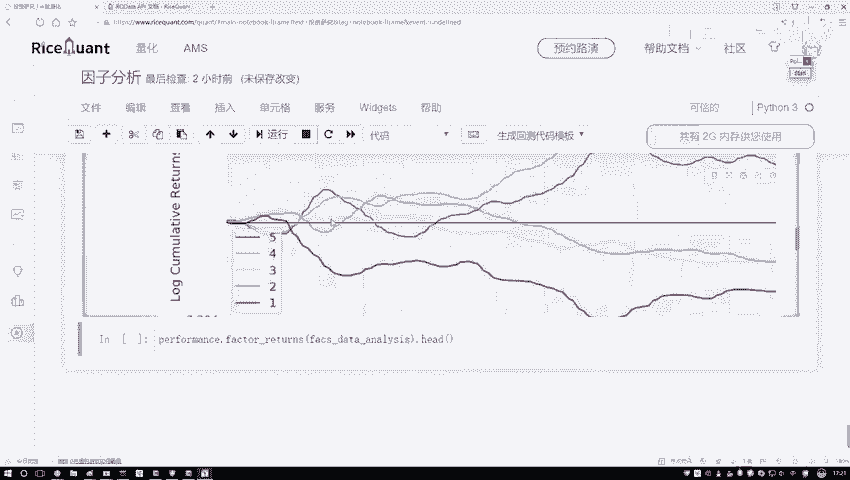 RiceQuant 量化 AMS 预约路演 帮助文档 社区
因子分析 最后检查: 2 小时前 (未保存改变)
文件 编辑 查看 插入 单元格 服务 Widgets 帮助 可信的 Python 3
运行 代码 生成回测代码模板 共有 2G 内存供您使用
Log Cumulative Returns
5
4
3
2
1
In [ ]: performance.factor_returns(facs_data_analysis).head()
17:21